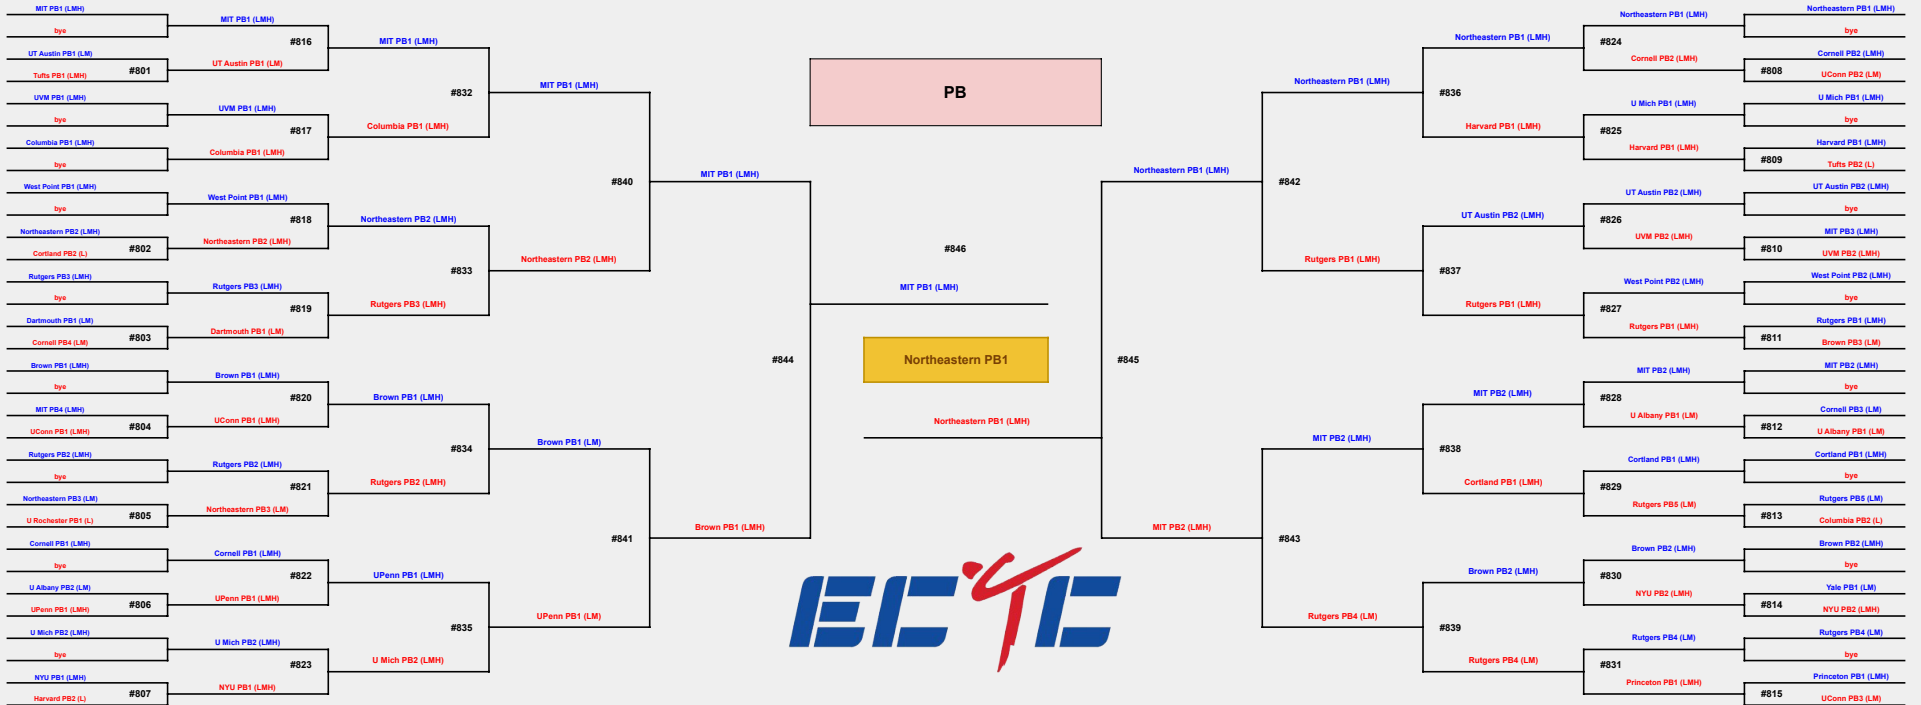 MIT PB1 (LMH)
bye
UT Austin PB1 (LM)
Tufts PB1 (LMH)
UVM PB1 (LMH)
bye
Columbia PB1 (LMH)
bye
West Point PB1 (LMH)
bye
Northeastern PB2 (LMH)
Cortland PB2 (L)
Rutgers PB3 (LMH)
bye
Dartmouth PB1 (LM)
Cornell PB4 (LM)
Brown PB1 (LMH)
bye
MIT PB4 (LMH)
UConn PB1 (LMH)
Rutgers PB2 (LMH)
bye
Northeastern PB3 (LM)
U Rochester PB1 (L)
Cornell PB1 (LMH)
bye
U Albany PB2 (LM)
UPenn PB1 (LMH)
U Mich PB2 (LMH)
bye
NYU PB1 (LMH)
Harvard PB2 (L)
#801
#802
#803
#804
#805
#806
#807
MIT PB1 (LMH)
#816
UT Austin PB1 (LM)
UVM PB1 (LMH)
#817
Columbia PB1 (LMH)
West Point PB1 (LMH)
#818
Northeastern PB2 (LMH)
Rutgers PB3 (LMH)
#819
Dartmouth PB1 (LM)
Brown PB1 (LMH)
#820
UConn PB1 (LMH)
Rutgers PB2 (LMH)
#821
Northeastern PB3 (LM)
Cornell PB1 (LMH)
#822
UPenn PB1 (LMH)
U Mich PB2 (LMH)
#823
NYU PB1 (LMH)
MIT PB1 (LMH)
#832
Columbia PB1 (LMH)
Northeastern PB2 (LMH)
#833
Rutgers PB3 (LMH)
Brown PB1 (LMH)
#834
Rutgers PB2 (LMH)
UPenn PB1 (LMH)
#835
U Mich PB2 (LMH)
MIT PB1 (LMH)
#840
Northeastern PB2 (LMH)
Brown PB1 (LM)
#841
UPenn PB1 (LM)
MIT PB1 (LMH)
#844
Brown PB1 (LMH)
PB
#846
MIT PB1 (LMH)
Northeastern PB1
Northeastern PB1 (LMH)
ECTC
Northeastern PB1 (LMH)
#845
MIT PB2 (LMH)
Northeastern PB1 (LMH)
#842
Rutgers PB1 (LMH)
MIT PB2 (LMH)
#843
Rutgers PB4 (LM)
Northeastern PB1 (LMH)
#836
Harvard PB1 (LMH)
UT Austin PB2 (LMH)
#837
Rutgers PB1 (LMH)
MIT PB2 (LMH)
#838
Cortland PB1 (LMH)
Brown PB2 (LMH)
#839
Rutgers PB4 (LM)
Northeastern PB1 (LMH)
#824
Cornell PB2 (LMH)
U Mich PB1 (LMH)
#825
Harvard PB1 (LMH)
UT Austin PB2 (LMH)
#826
UVM PB2 (LMH)
West Point PB2 (LMH)
#827
Rutgers PB1 (LMH)
MIT PB2 (LMH)
#828
U Albany PB1 (LM)
Cortland PB1 (LMH)
#829
Rutgers PB5 (LM)
Brown PB2 (LMH)
#830
NYU PB2 (LMH)
Rutgers PB4 (LM)
#831
Princeton PB1 (LMH)
#808
#809
#810
#811
#812
#813
#814
#815
Northeastern PB1 (LMH)
bye
Cornell PB2 (LMH)
UConn PB2 (LM)
U Mich PB1 (LMH)
bye
Harvard PB1 (LMH)
Tufts PB2 (L)
UT Austin PB2 (LMH)
bye
MIT PB3 (LMH)
UVM PB2 (LMH)
West Point PB2 (LMH)
bye
Rutgers PB1 (LMH)
Brown PB3 (LM)
MIT PB2 (LMH)
bye
Cornell PB3 (LM)
U Albany PB1 (LM)
Cortland PB1 (LMH)
bye
Rutgers PB5 (LM)
Columbia PB2 (L)
Brown PB2 (LMH)
bye
Yale PB1 (LM)
NYU PB2 (LMH)
Rutgers PB4 (LM)
bye
Princeton PB1 (LMH)
UConn PB3 (LM)